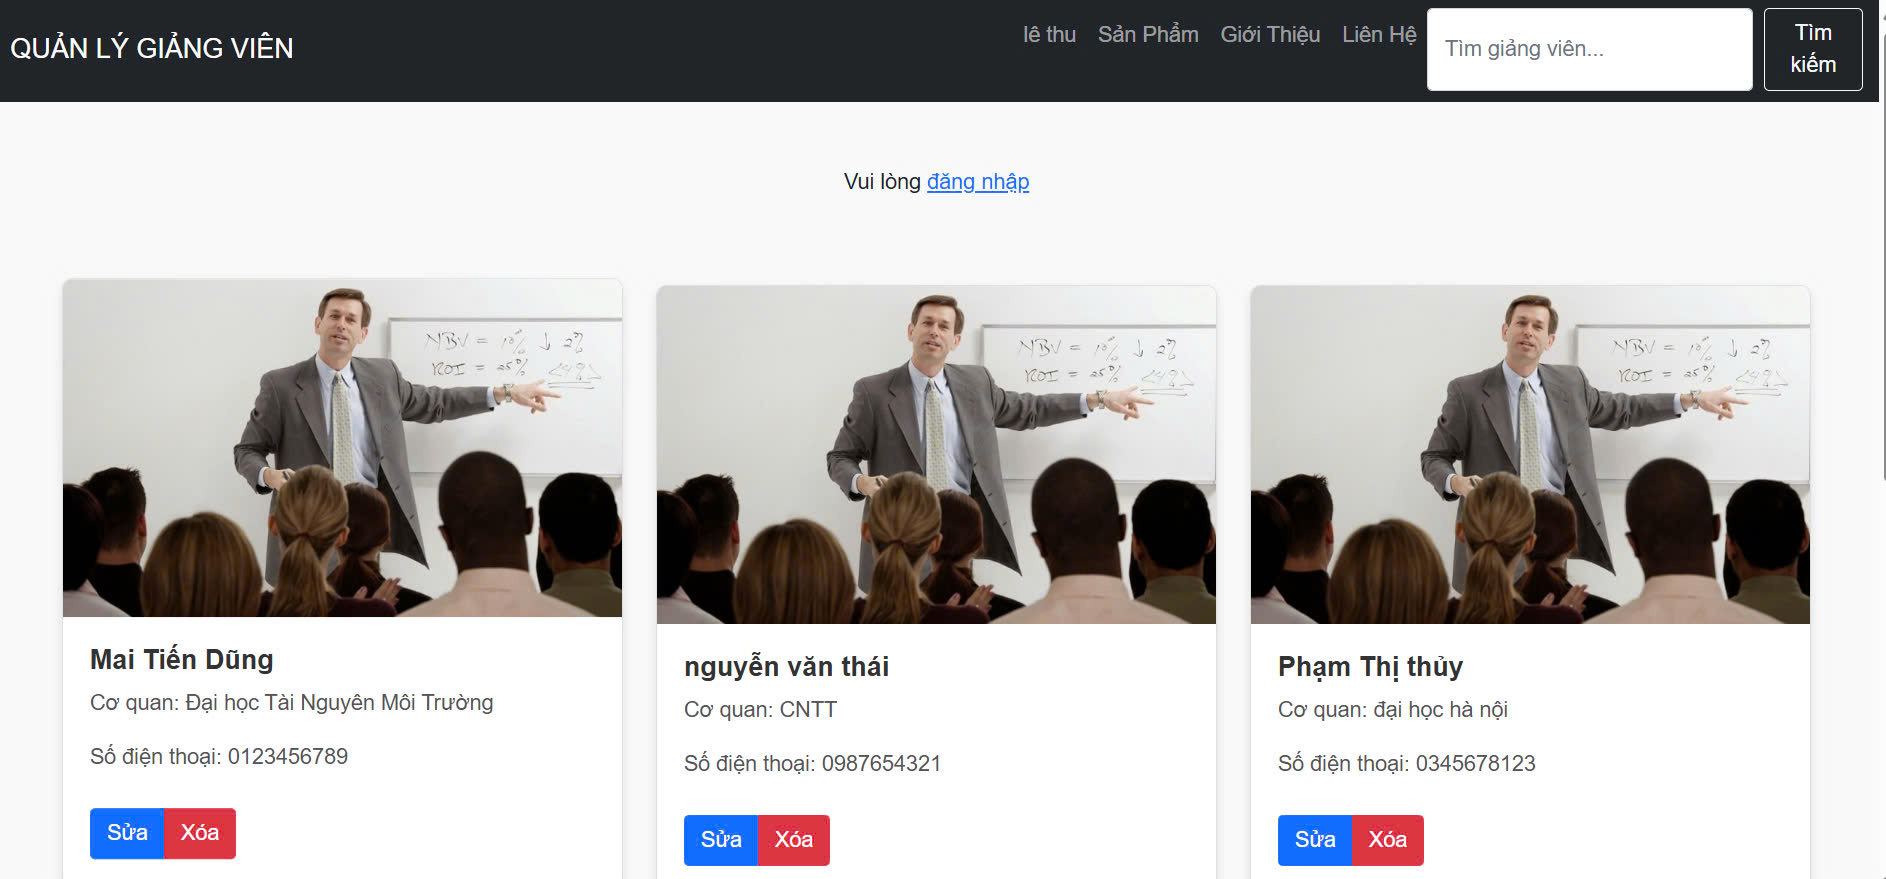 QUẢN LÝ GIẢNG VIÊN
lê thu Sản Phẩm Giới Thiệu Liên Hệ
Tìm giảng viên...
Tìm
kiếm
Vui lòng đăng nhập
NBV = 10% ↓ 2%
ROI = 25% <4%>
Mai Tiến Dũng
Cơ quan: Đại học Tài Nguyên Môi Trường
Số điện thoại: 0123456789
Sửa Xóa
NBV = 10% ↓ 2%
ROI = 25% <4%>
nguyễn văn thái
Cơ quan: CNTT
Số điện thoại: 0987654321
Sửa Xóa
NBV = 10% ↓ 2%
ROI = 25% <4%>
Phạm Thị thủy
Cơ quan: đại học hà nội
Số điện thoại: 0345678123
Sửa Xóa